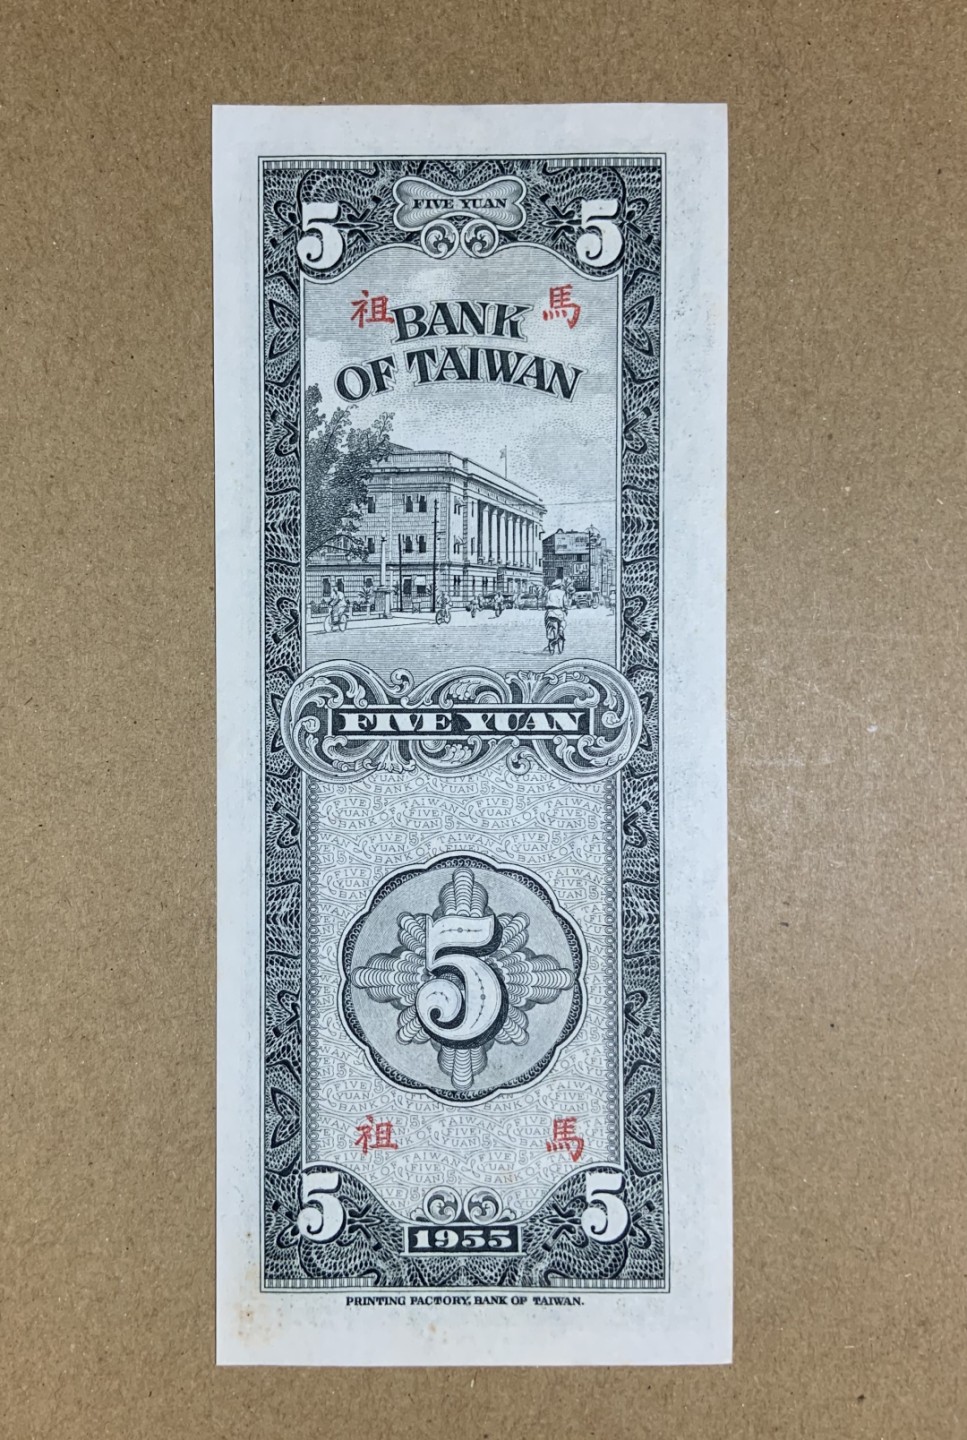 FIVE YUAN
5 5
祖 馬
BANK
OF TAIWAN
FIVE YUAN
5
祖 馬
5 5
1955
PRINTING FACTORY, BANK OF TAIWAN.